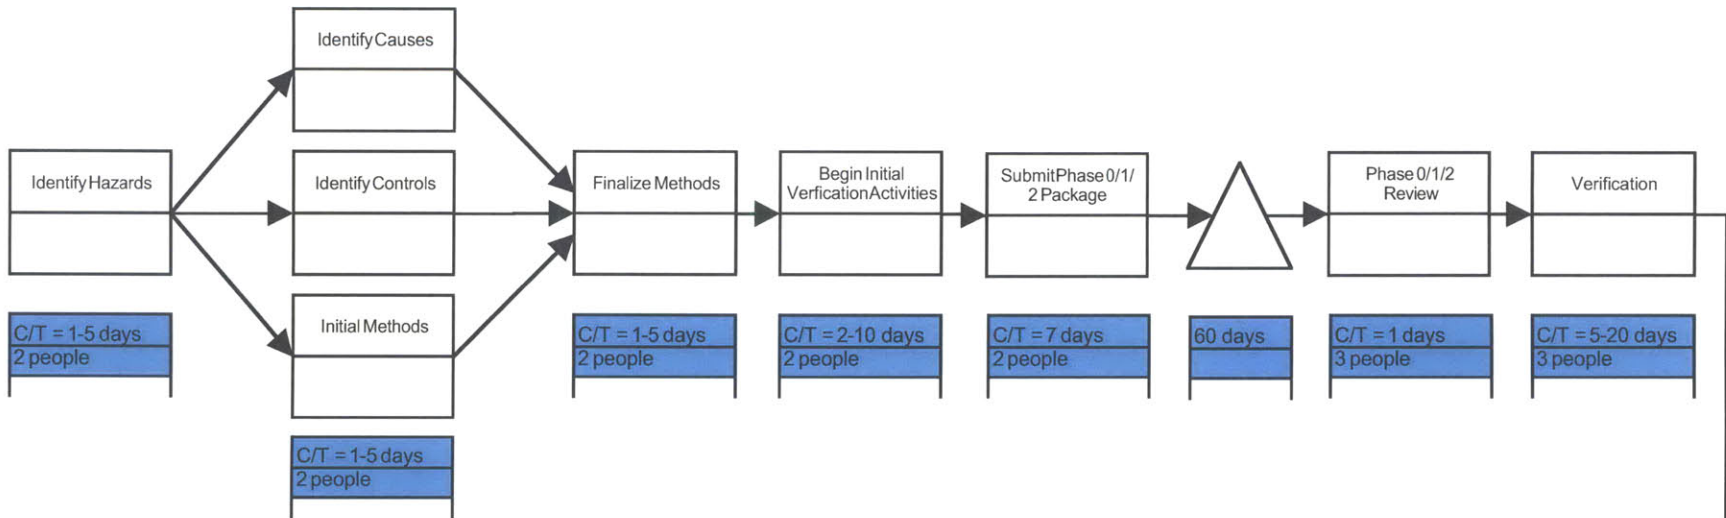 Identify Causes
Identify Hazards
Identify Controls
Initial Methods
Finalize Methods
Begin Initial
Verfication Activities
Submit Phase 0/1/
2 Package
Phase 0/1/2
Review
Verification
C/T = 1-5 days
2 people
C/T = 1-5 days
2 people
C/T = 1-5 days
2 people
C/T = 2-10 days
2 people
C/T = 7 days
2 people
60 days
C/T = 1 days
3 people
C/T = 5-20 days
3 people